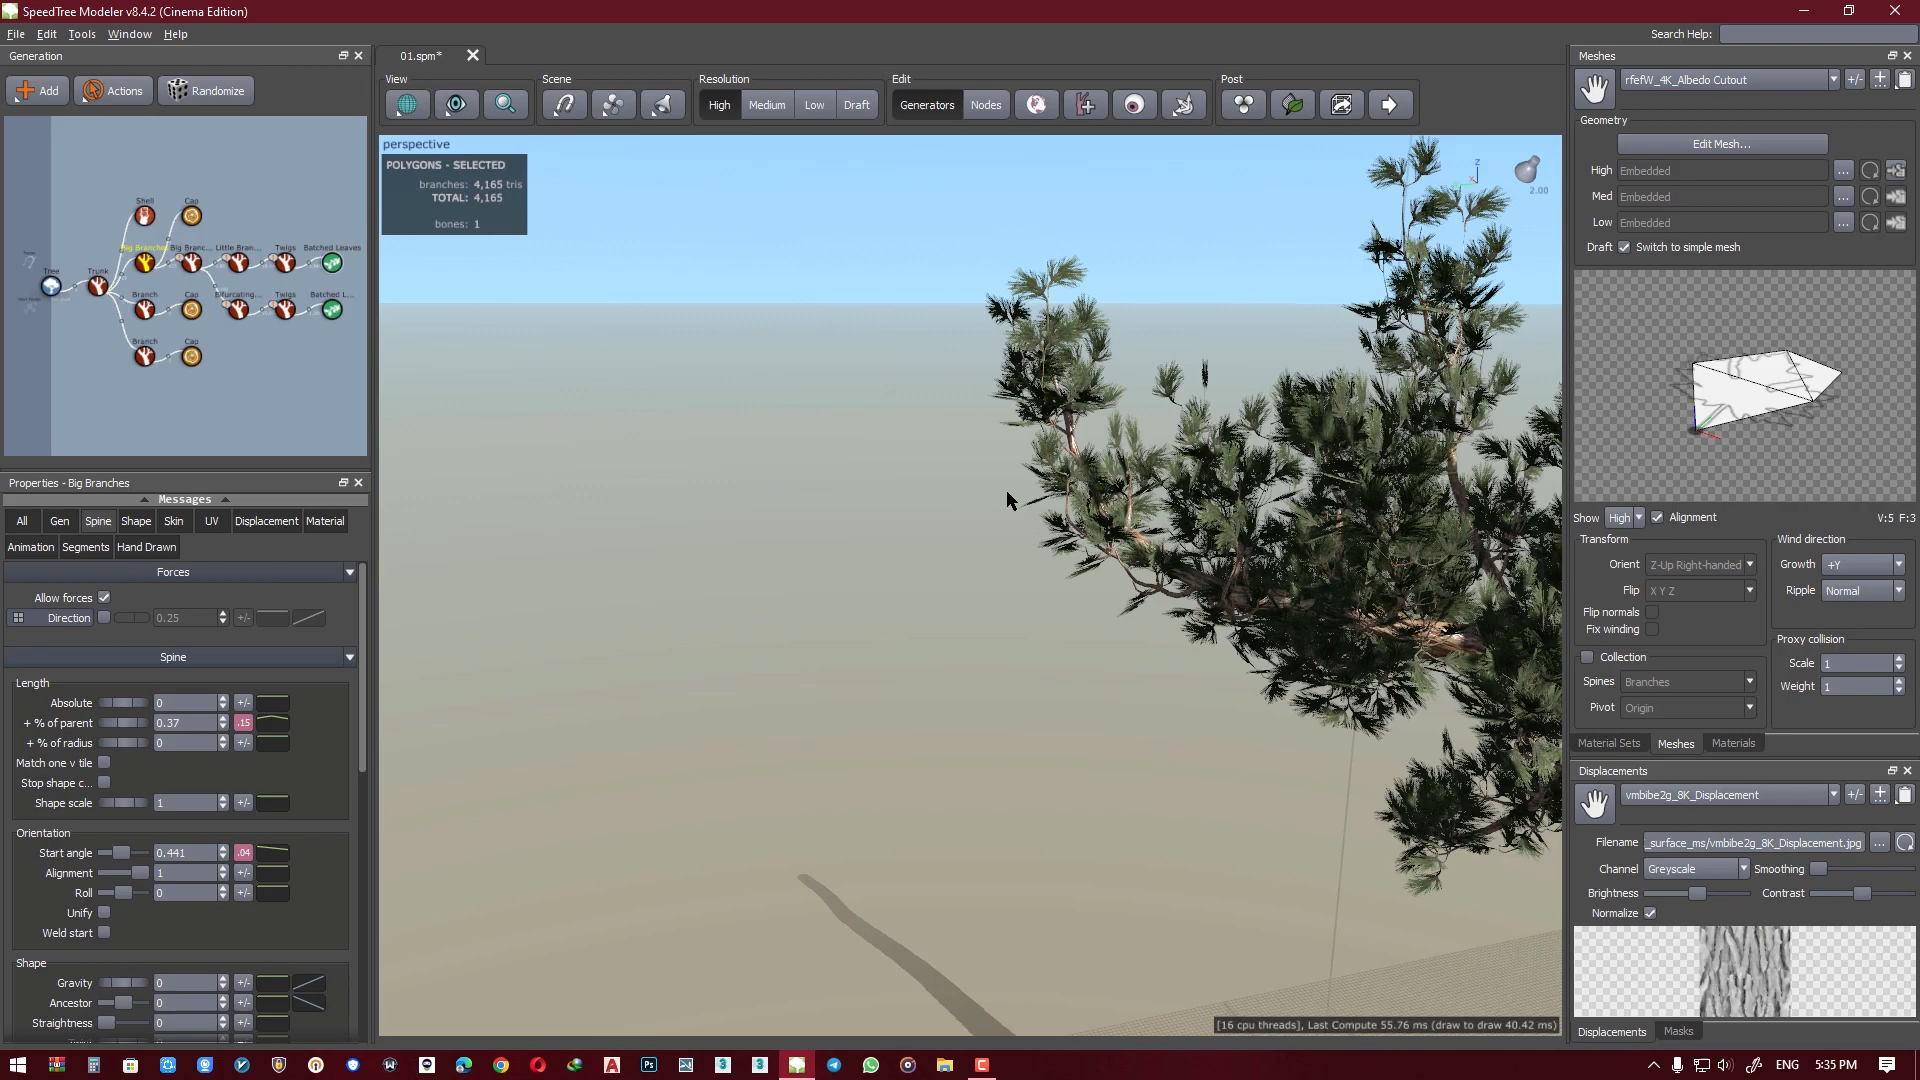 SpeedTree Modeler v8.4.2 (Cinema Edition)
File Edit Tools Window Help
Search Help:
Generation
Add Actions Randomize
Shell Cap
Big Branches Big Branc... Little Bran... Twigs Batched Leaves
Tree Trunk
Branch Cap Bifurcating... Twigs Batched L...
Branch Cap
Properties - Big Branches
Messages
All Gen Spine Shape Skin UV Displacement Material
Animation Segments Hand Drawn
Forces
Allow forces
Direction 0.25 +/-
Spine
Length
Absolute 0 +/-
+ % of parent 0.37 .15
+ % of radius 0 +/-
Match one v tile
Stop shape c...
Shape scale 1 +/-
Orientation
Start angle 0.441 .04
Alignment 1 +/-
Roll 0 +/-
Unify
Weld start
Shape
Gravity 0 +/-
Ancestor 0 +/-
Straightness 0 +/-
01.spm*
View Scene Resolution Edit Post
High Medium Low Draft Generators Nodes
perspective
POLYGONS - SELECTED
branches: 4,165 tris
TOTAL: 4,165
bones: 1
z
x
2.00
[16 cpu threads], Last Compute 55.76 ms (draw to draw 40.42 ms)
Meshes
rfefW_4K_Albedo Cutout +/-
Geometry
Edit Mesh...
High Embedded ...
Med Embedded ...
Low Embedded ...
Draft Switch to simple mesh
Show High Alignment V:5 F:3
Transform Wind direction
Orient Z-Up Right-handed Growth +Y
Flip X Y Z Ripple Normal
Flip normals
Fix winding
Proxy collision
Collection Scale 1
Spines Branches Weight 1
Pivot Origin
Material Sets Meshes Materials
Displacements
vmbibe2g_8K_Displacement +/-
Filename _surface_ms/vmbibe2g_8K_Displacement.jpg ...
Channel Greyscale Smoothing
Brightness Contrast
Normalize
Displacements Masks
ENG 5:35 PM